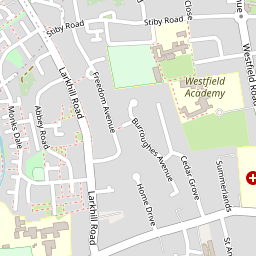 Stiby Road
Stiby Road
Close
Avenue
Westfield Road
Larkhill Road
Freedom Avenue
Westfield
Academy
Abbey Road
Monks Dale
Burroughes Avenue
Cedar Grove
Summerlands
Home Drive
Larkhill Road
St An